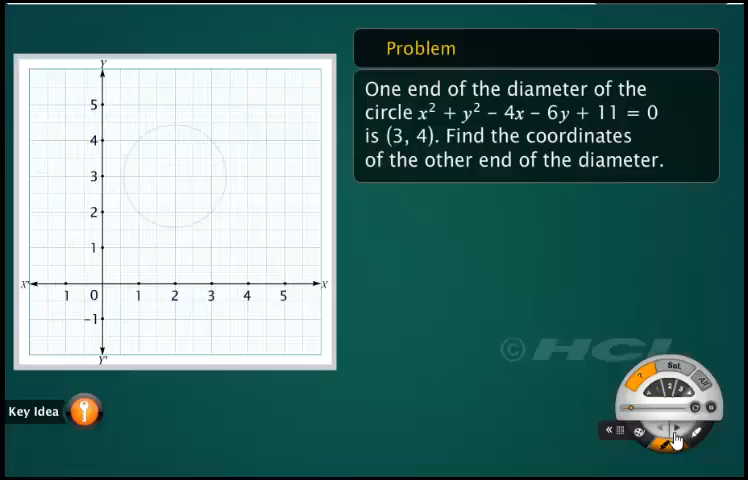 Problem
One end of the diameter of the
circle x² + y² − 4x − 6y + 11 = 0
is (3, 4). Find the coordinates
of the other end of the diameter.
Y
5
4
3
2
1
X' 1 0 1 2 3 4 5 X
−1
Y'
© HCL
Key Idea
? Sol. All
2 3